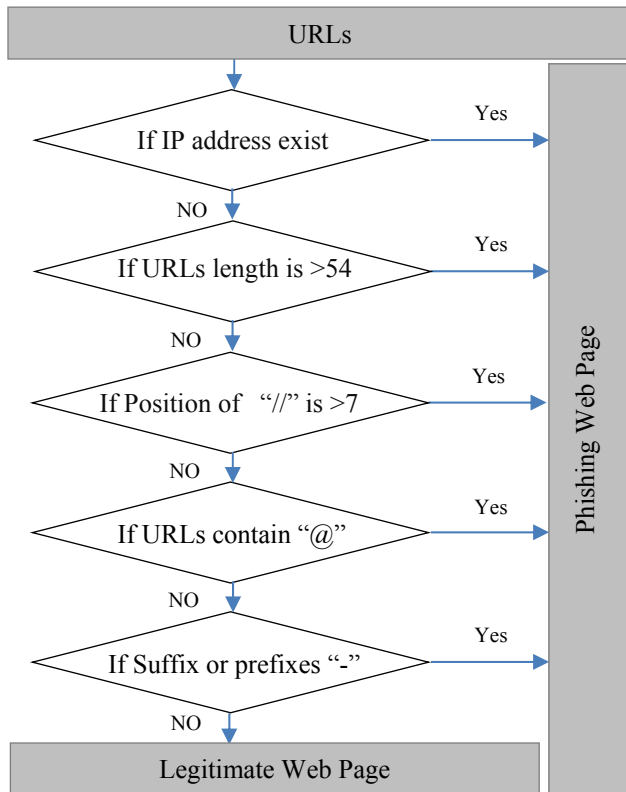 URLs
If IP address exist
Yes
NO
If URLs length is >54
Yes
NO
If Position of “//” is >7
Yes
NO
If URLs contain “@”
Yes
NO
If Suffix or prefixes “-”
Yes
NO
Legitimate Web Page
Phishing Web Page